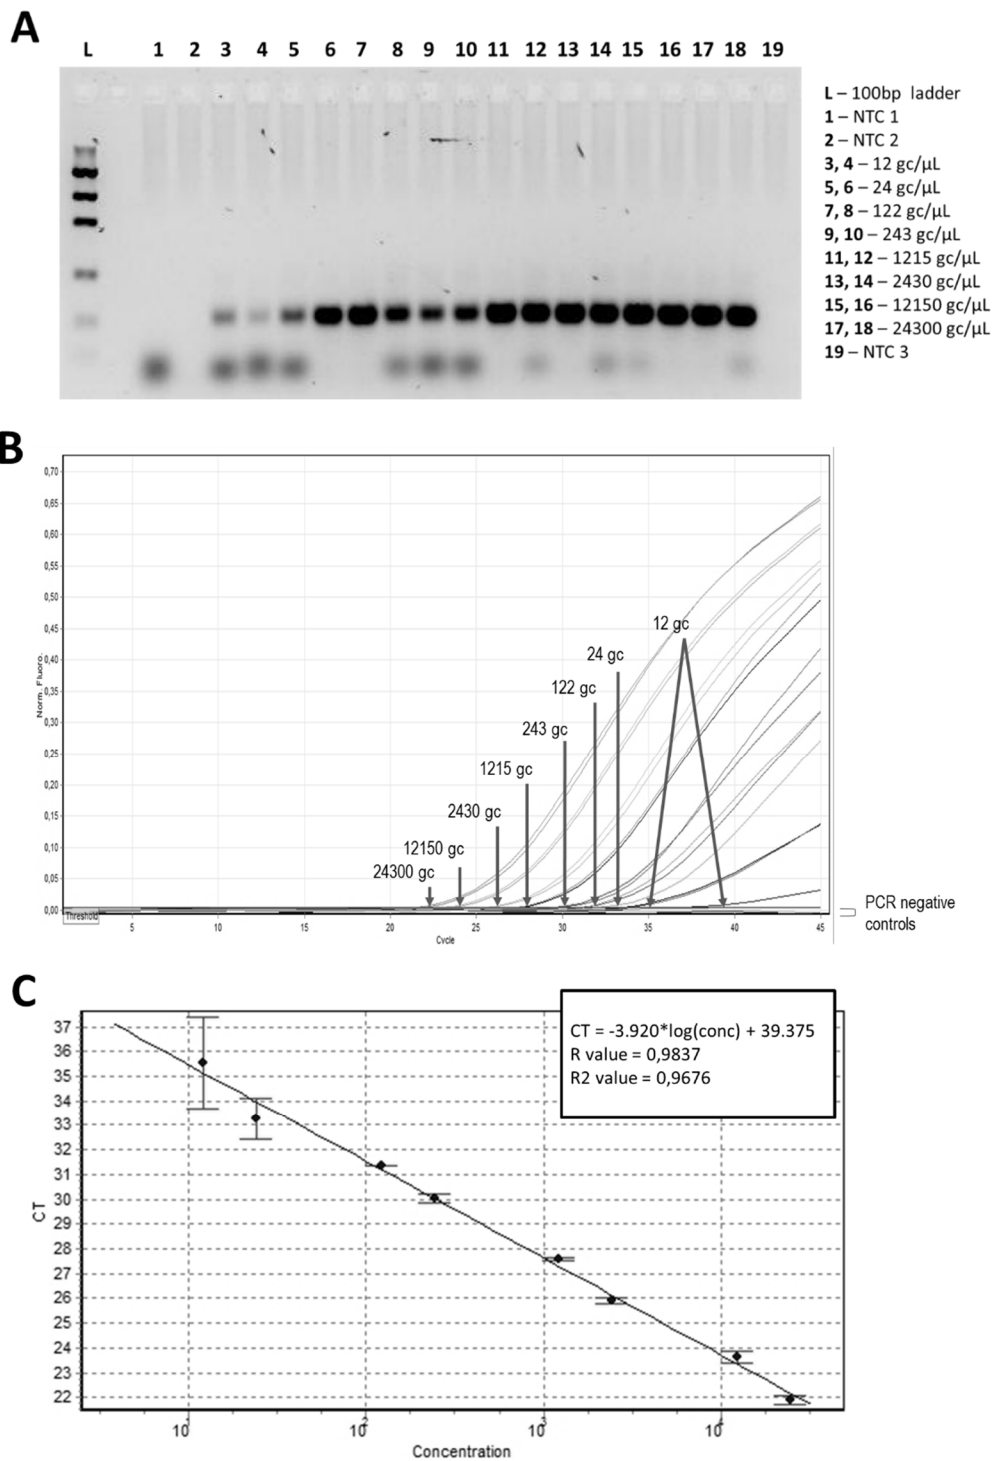 A
L 1 2 3 4 5 6 7 8 9 10 11 12 13 14 15 16 17 18 19
L – 100bp ladder
1 – NTC 1
2 – NTC 2
3, 4 – 12 gc/µL
5, 6 – 24 gc/µL
7, 8 – 122 gc/µL
9, 10 – 243 gc/µL
11, 12 – 1215 gc/µL
13, 14 – 2430 gc/µL
15, 16 – 12150 gc/µL
17, 18 – 24300 gc/µL
19 – NTC 3
B
Norm. Fluoro.
0,70
0,65
0,60
0,55
0,50
0,45
0,40
0,35
0,30
0,25
0,20
0,15
0,10
0,05
0,00
12 gc
24 gc
122 gc
243 gc
1215 gc
2430 gc
12150 gc
24300 gc
Threshold
5 10 15 20 25 30 35 40 45
Cycle
PCR negative
controls
C
CT = -3.920*log(conc) + 39.375
R value = 0,9837
R2 value = 0,9676
CT
37
36
35
34
33
32
31
30
29
28
27
26
25
24
23
22
Concentration